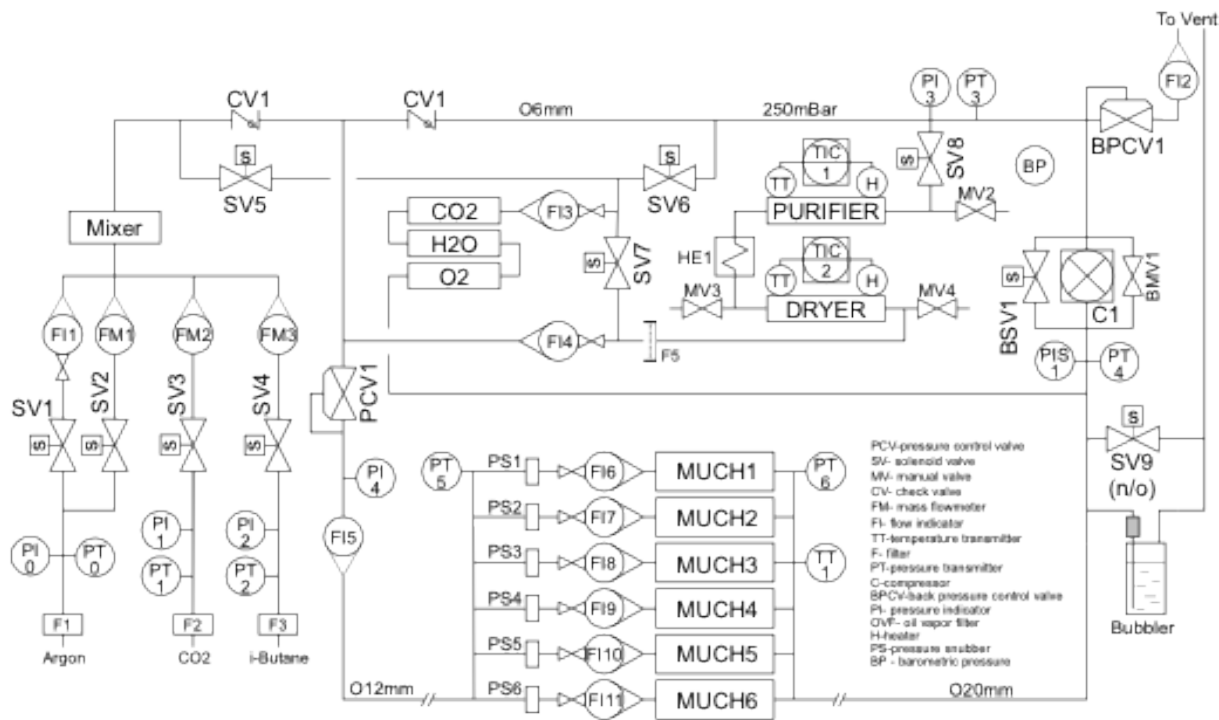 To Vent
CV1
CV1
O6mm
250mBar
PI
3
PT
3
FI2
BPCV1
S
SV5
S
SV6
S
SV8
BP
TIC
1
TT
H
PURIFIER
MV2
CO2
H2O
O2
FI3
S
SV7
HE1
TIC
2
TT
H
MV3
DRYER
MV4
S
BSV1
C1
BMV1
Mixer
FI1
FM1
FM2
FM3
FI4
F5
PIS
1
PT
4
PCV1
SV1
SV2
SV3
SV4
S
S
S
S
S
SV9
(n/o)
PI
4
PT
5
PS1
FI6
MUCH1
PT
6
PS2
FI7
MUCH2
PS3
FI8
MUCH3
TT
1
PS4
FI9
MUCH4
PS5
FI10
MUCH5
PS6
FI11
MUCH6
FI5
PI
0
PT
0
PI
1
PT
1
PI
2
PT
2
F1
F2
F3
Argon
CO2
i-Butane
O12mm
O20mm
PCV-pressure control valve
SV- solenoid valve
MV- manual valve
CV- check valve
FM- mass flowmeter
FI- flow indicator
TT-temperature transmitter
F- filter
PT-pressure transmitter
C-compressor
BPCV-back pressure control valve
PI- pressure indicator
OVF- oil vapor filter
H-heater
PS-pressure snubber
BP - barometric pressure
Bubbler